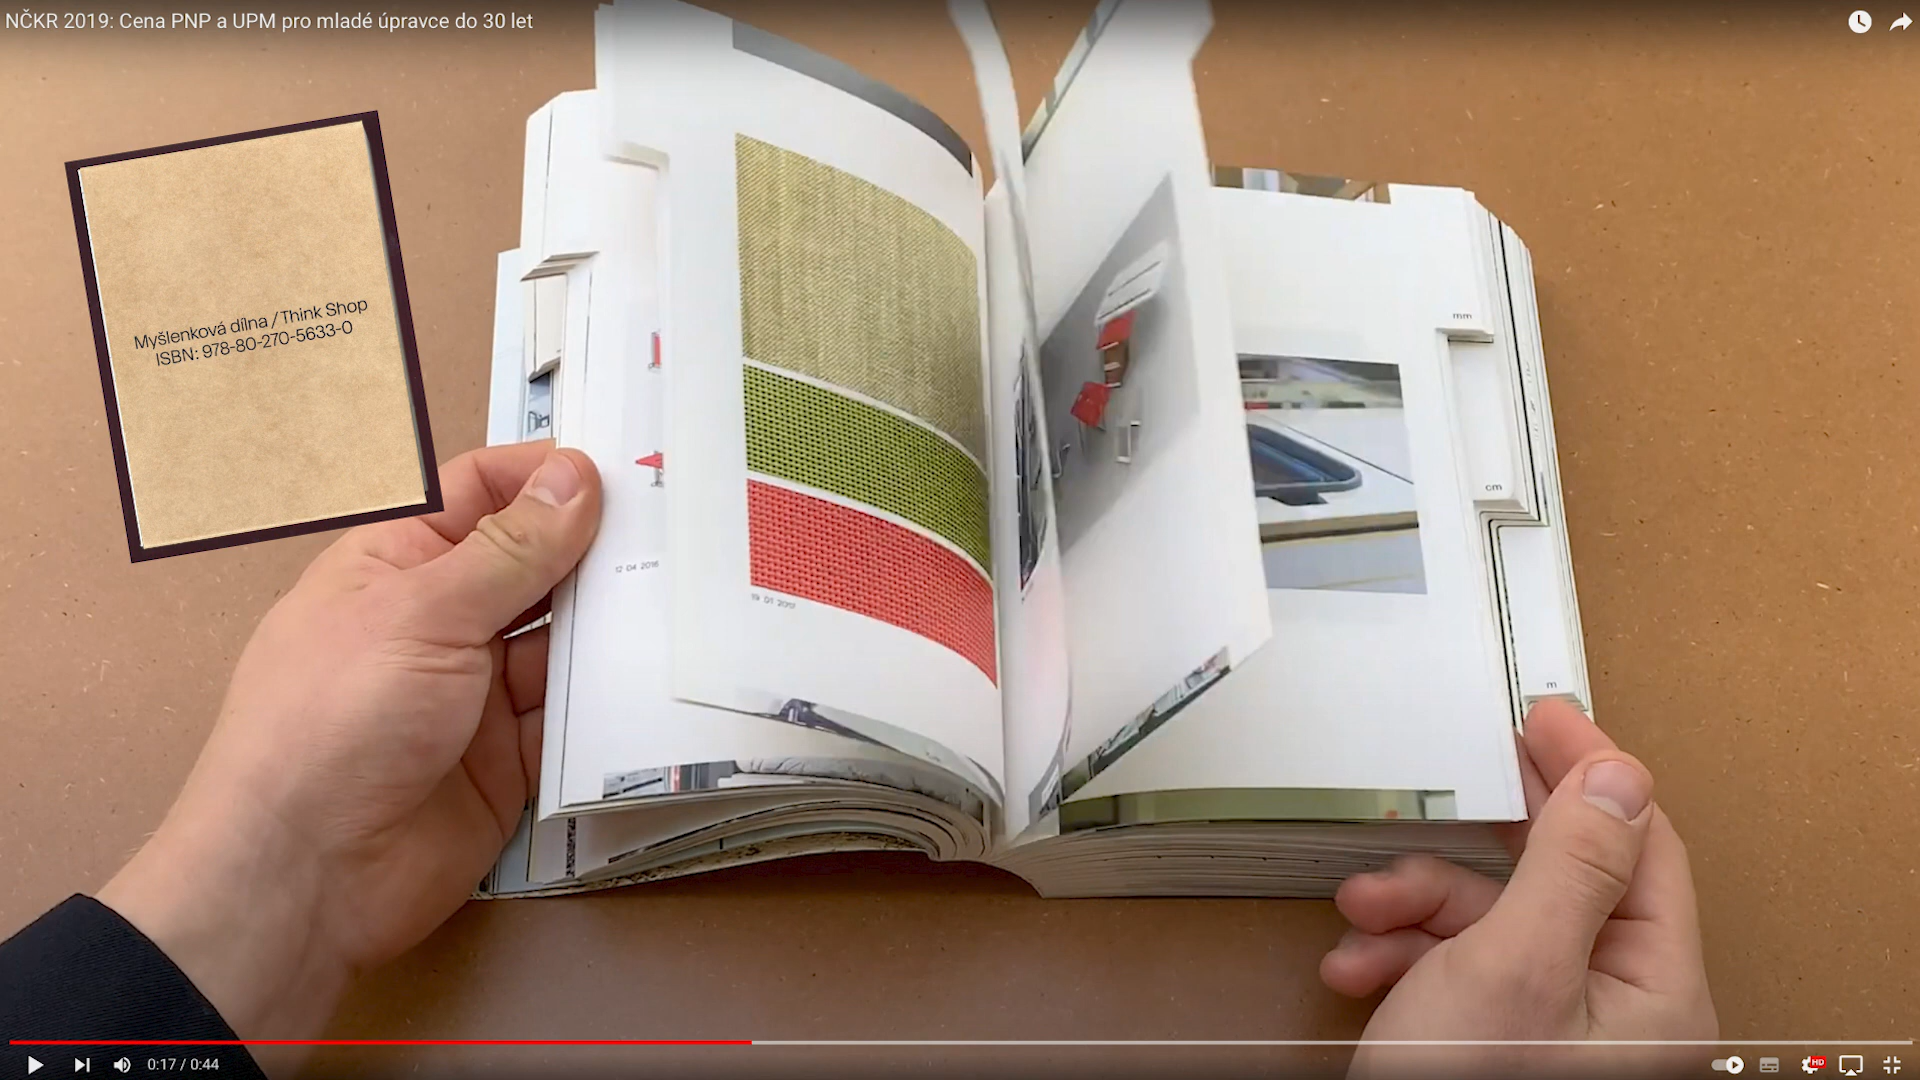 NČKR 2019: Cena PNP a UPM pro mladé úpravce do 30 let
Myšlenková dílna / Think Shop
ISBN: 978-80-270-5633-0
12 04 2016
19 01 2017
mm
cm
m
0:17 / 0:44
HD